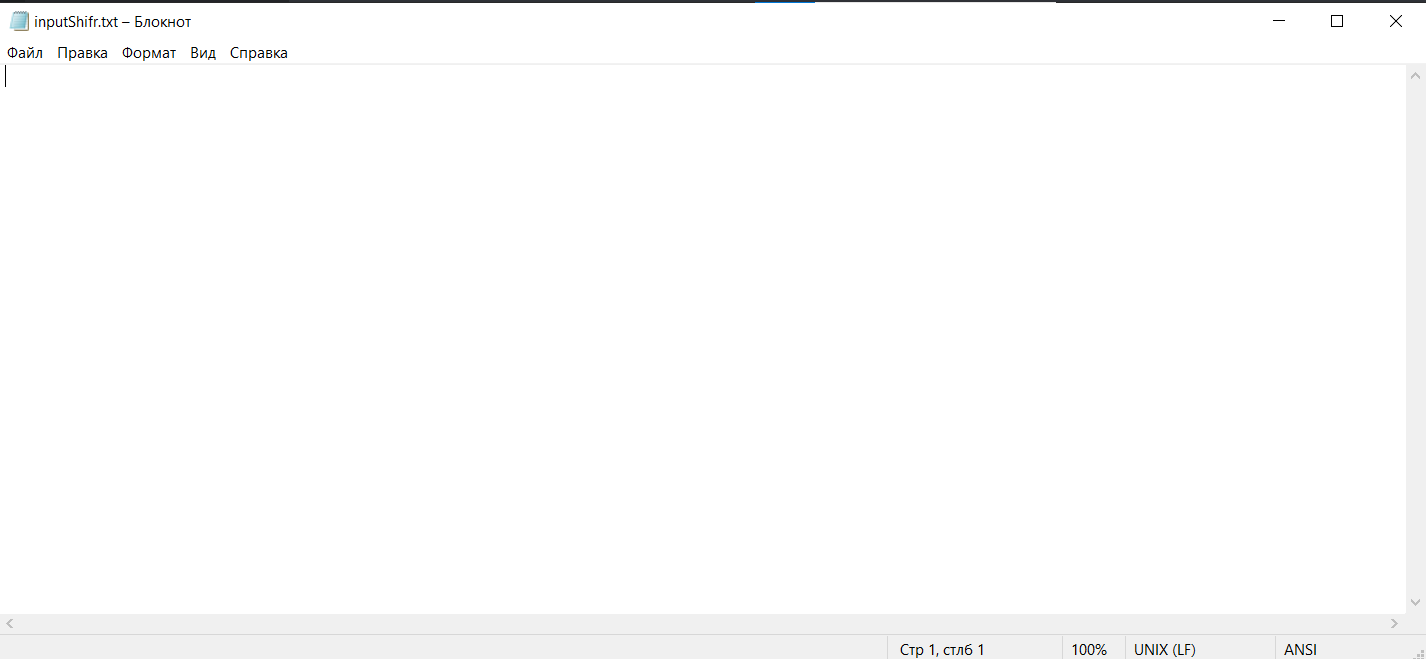 inputShifr.txt – Блокнот
Файл Правка Формат Вид Справка
Стр 1, стлб 1 100% UNIX (LF) ANSI